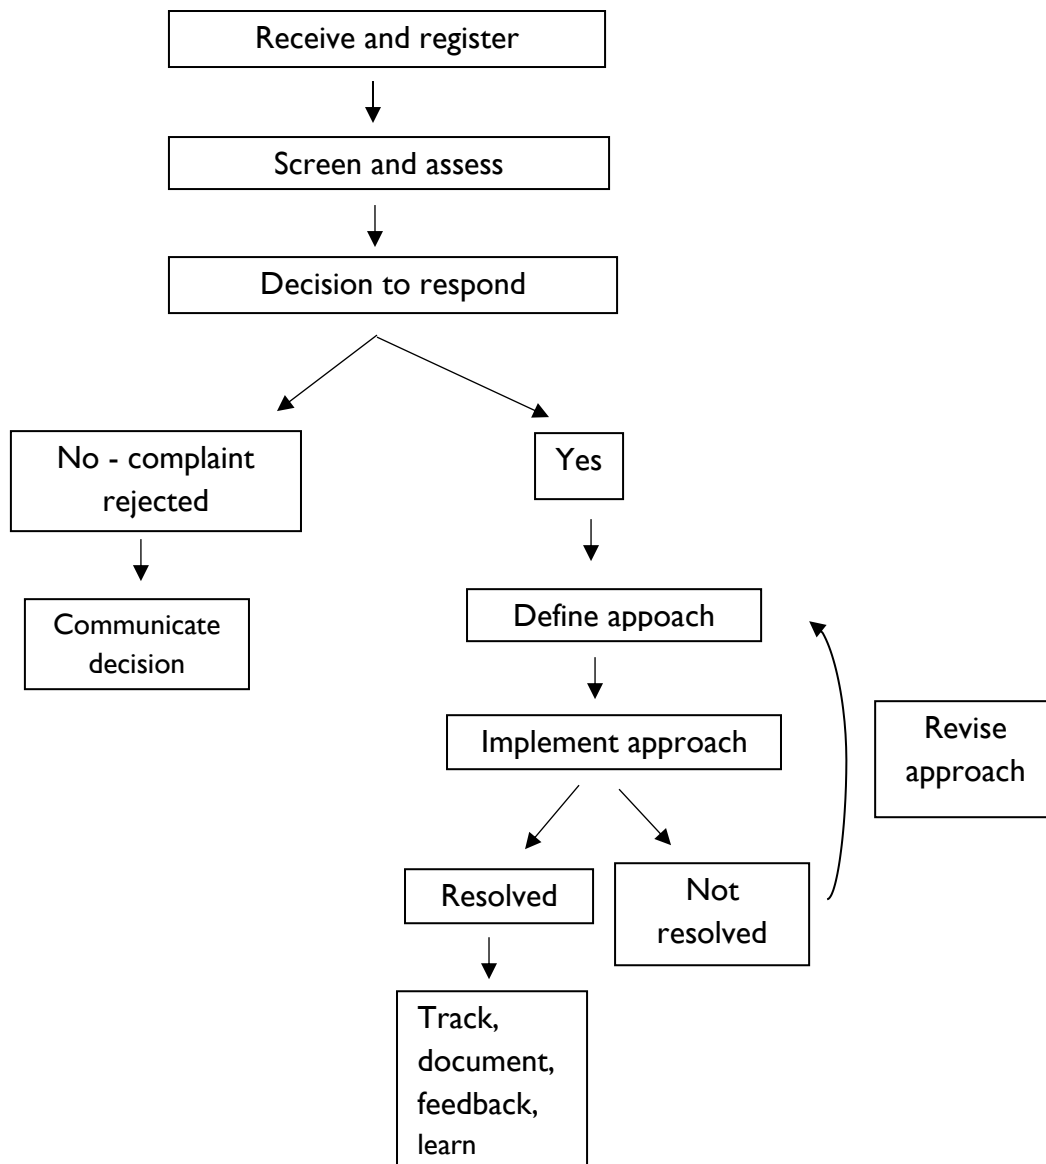 Receive and register
Screen and assess
Decision to respond
No - complaint
rejected
Yes
Communicate
decision
Define appoach
Implement approach
Revise
approach
Resolved
Not
resolved
Track,
document,
feedback,
learn